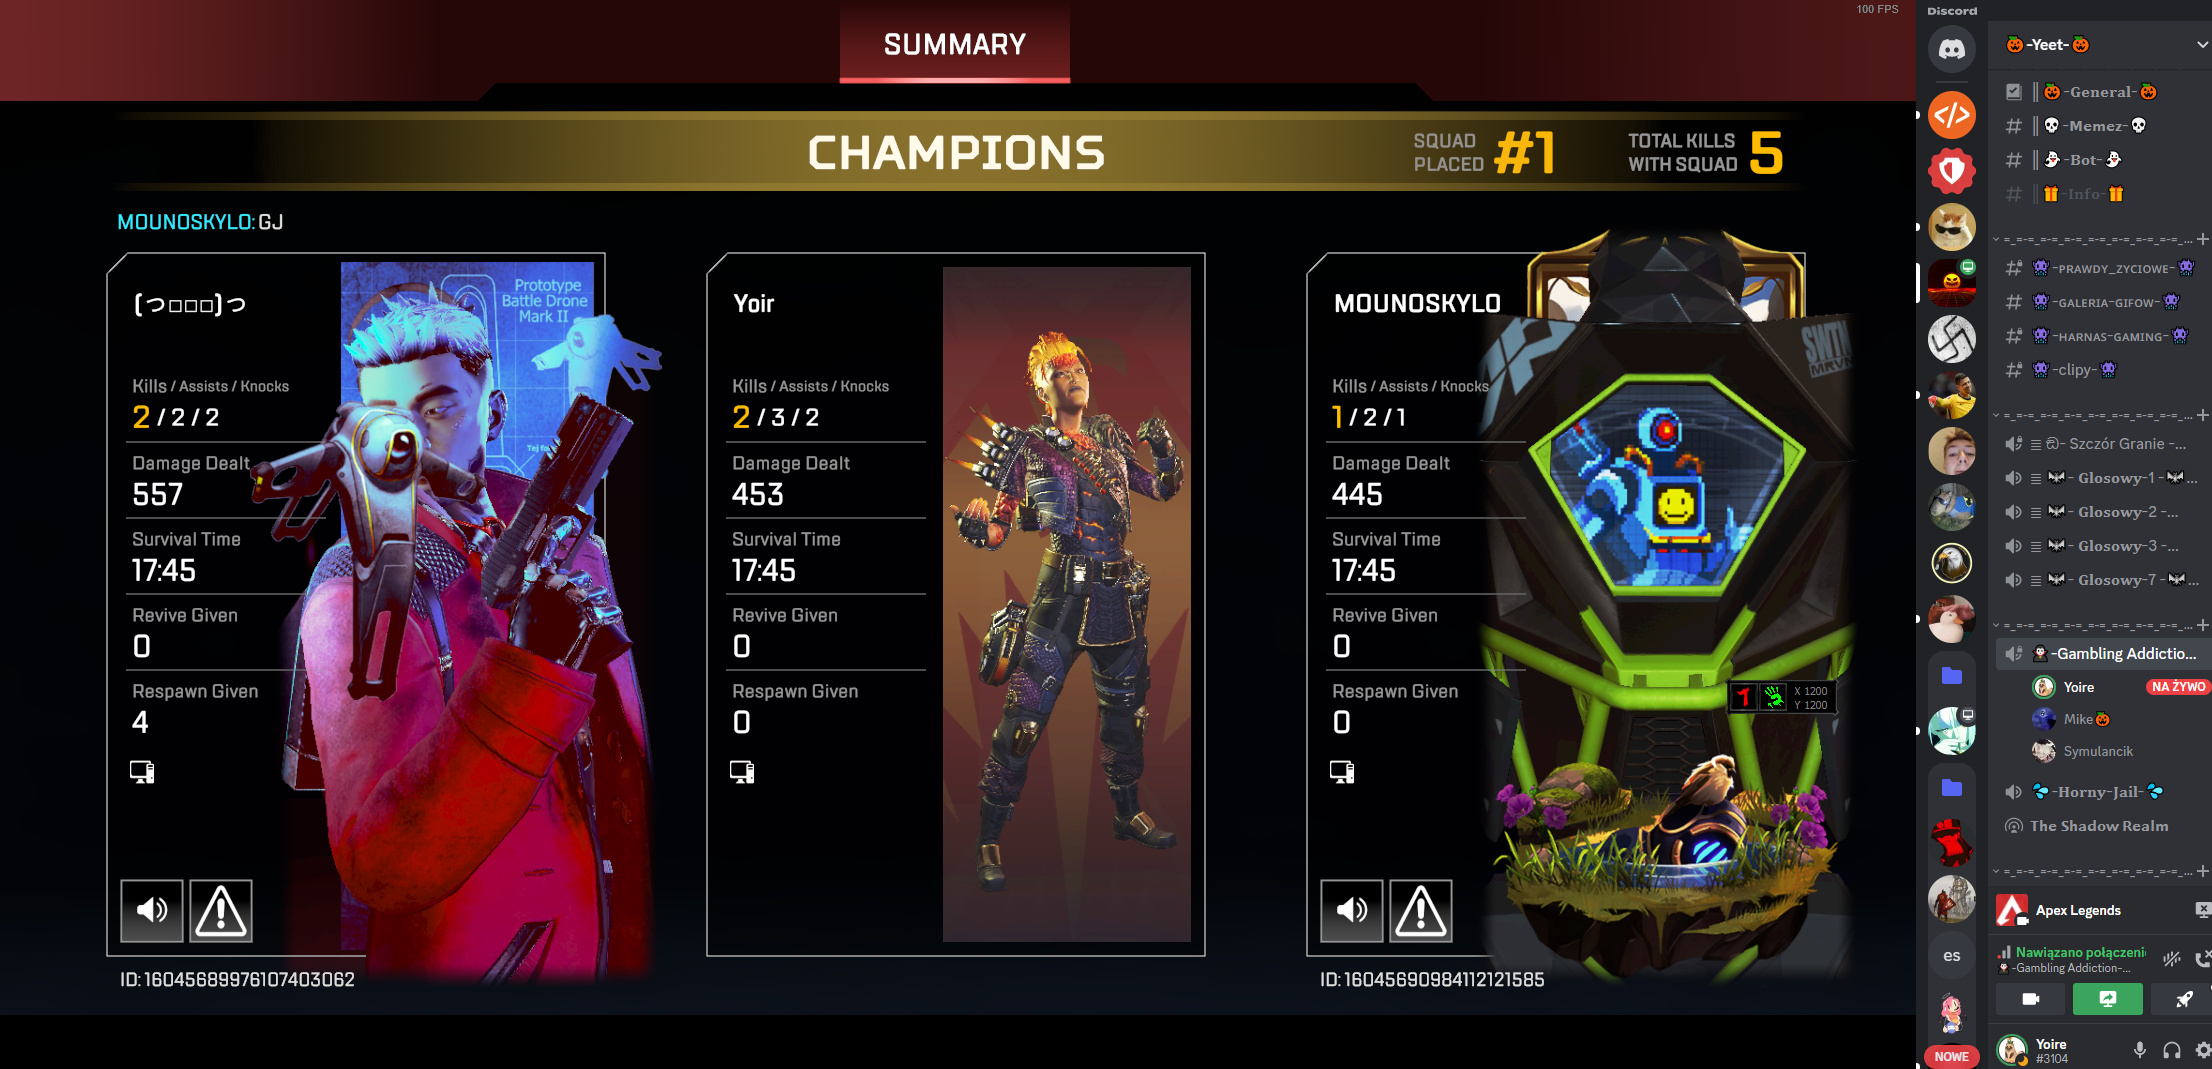 100 FPS
SUMMARY
CHAMPIONS
SQUAD PLACED #1
TOTAL KILLS WITH SQUAD 5
MOUNOSKYLO: GJ
(つ□□□)つ
Prototype
Battle Drone
Mark II
Kills / Assists / Knocks
2 / 2 / 2
Damage Dealt
557
Survival Time
17:45
Revive Given
0
Respawn Given
4
ID: 16045689976107403062
Yoir
Kills / Assists / Knocks
2 / 3 / 2
Damage Dealt
453
Survival Time
17:45
Revive Given
0
Respawn Given
0
MOUNOSKYLO
SWTN
MRVN
Kills / Assists / Knocks
1 / 2 / 1
Damage Dealt
445
Survival Time
17:45
Revive Given
0
Respawn Given
0
X 1200
Y 1200
ID: 16045690984112121585
Discord
🎃-Yeet-🎃
║🎃-General-🎃
║💀-Memez-💀
║👻-Bot-👻
║🎁-Info-🎁
👾-PRAWDY_ZYCIOWE-👾
👾-GALERIA-GIFOW-👾
👾-HARNAS-GAMING-👾
👾-clipy-👾
- Szczór Granie -...
☰ 🦇- Glosowy-1 -🦇...
☰ 🦇- Glosowy-2 -...
☰ 🦇- Glosowy-3 -...
☰ 🦇- Glosowy-7 -🦇...
-Gambling Addictio...
Yoire
NA ŻYWO
Mike🎃
Symulancik
💦-Horny-Jail-💦
The Shadow Realm
Apex Legends
Nawiązano połączeni
-Gambling Addiction-...
es
NOWE
Yoire
#3104